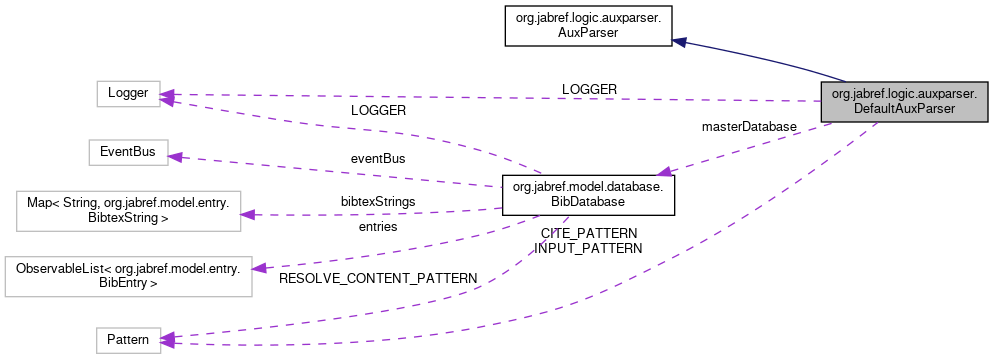 org.jabref.logic.auxparser.
AuxParser
Logger
LOGGER
org.jabref.logic.auxparser.
DefaultAuxParser
LOGGER
masterDatabase
EventBus
eventBus
org.jabref.model.database.
BibDatabase
Map< String, org.jabref.model.entry.
BibtexString >
bibtexStrings
entries
CITE_PATTERN
INPUT_PATTERN
ObservableList< org.jabref.model.entry.
BibEntry >
RESOLVE_CONTENT_PATTERN
Pattern